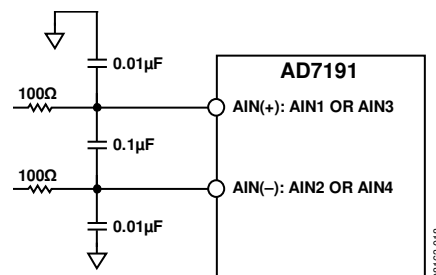 0.01µF
AD7191
100Ω
AIN(+): AIN1 OR AIN3
0.1µF
100Ω
AIN(–): AIN2 OR AIN4
0.01µF